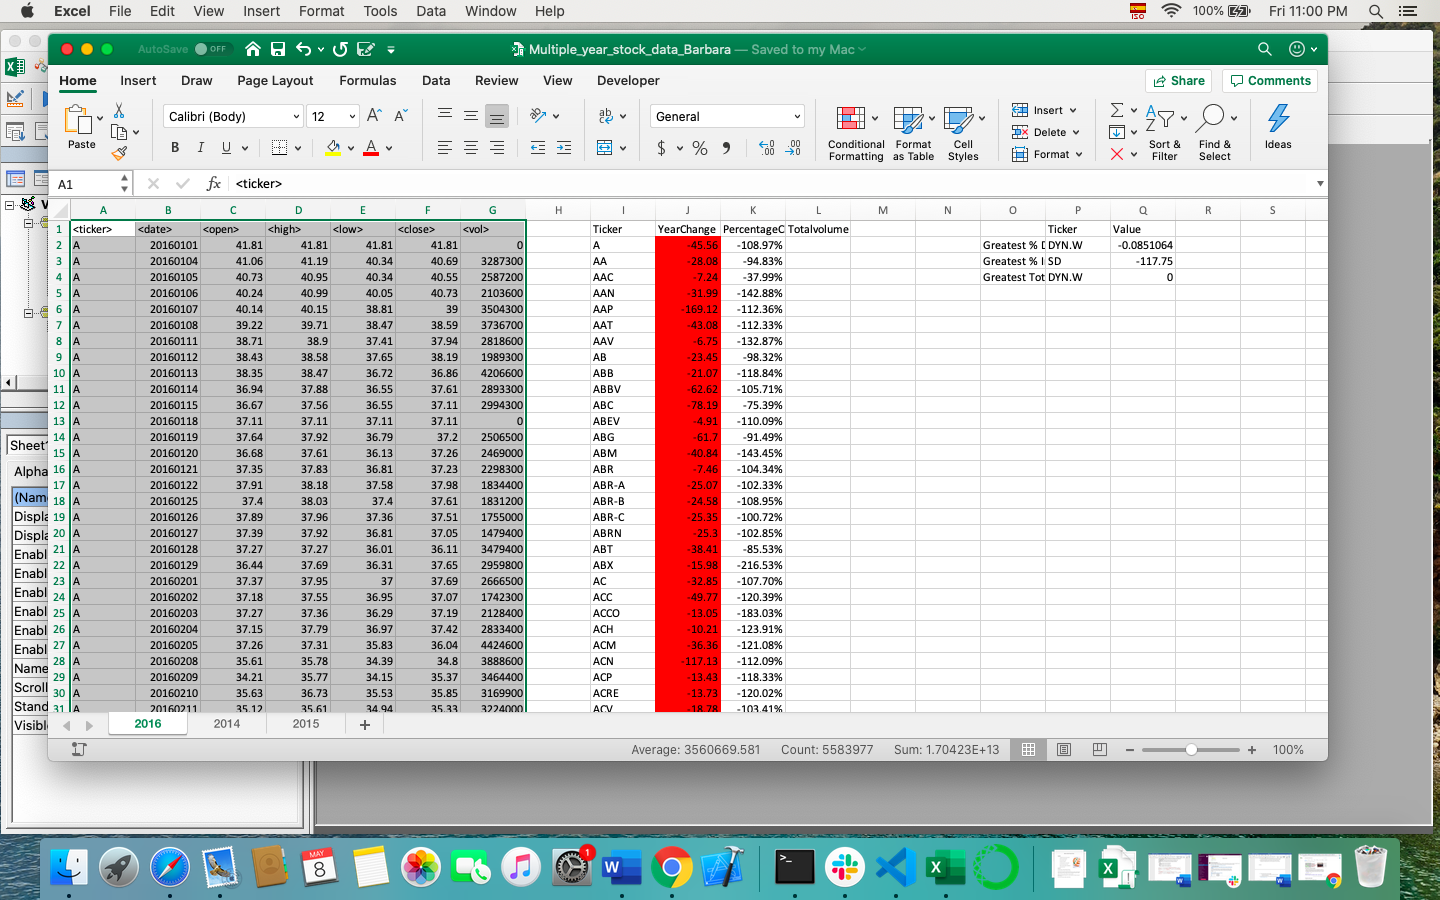 Excel File Edit View Insert Format Tools Data Window Help ISO 100% Fri 11:00 PM
AutoSave OFF Multiple_year_stock_data_Barbara — Saved to my Mac
Home Insert Draw Page Layout Formulas Data Review View Developer Share Comments
Paste Calibri (Body) 12 A A General Conditional Formatting Format as Table Cell Styles Insert Delete Format Sort & Filter Find & Select Ideas
B I U A $ % 
A1 fx <ticker>
A B C D E F G H I J K L M N O P Q R S
1 <ticker> <date> <open> <high> <low> <close> <vol> Ticker YearChange PercentageC Totalvolume Ticker Value
2 A 20160101 41.81 41.81 41.81 41.81 0 A -45.56 -108.97% Greatest % D DYN.W -0.0851064
3 A 20160104 41.06 41.19 40.34 40.69 3287300 AA -28.08 -94.83% Greatest % I SD -117.75
4 A 20160105 40.73 40.95 40.34 40.55 2587200 AAC -7.24 -37.99% Greatest Tot DYN.W 0
5 A 20160106 40.24 40.99 40.05 40.73 2103600 AAN -31.99 -142.88%
6 A 20160107 40.14 40.15 38.81 39 3504300 AAP -169.12 -112.36%
7 A 20160108 39.22 39.71 38.47 38.59 3736700 AAT -43.08 -112.33%
8 A 20160111 38.71 38.9 37.41 37.94 2818600 AAV -6.75 -132.87%
9 A 20160112 38.43 38.58 37.65 38.19 1989300 AB -23.45 -98.32%
10 A 20160113 38.35 38.47 36.72 36.86 4206600 ABB -21.07 -118.84%
11 A 20160114 36.94 37.88 36.55 37.61 2893300 ABBV -62.62 -105.71%
12 A 20160115 36.67 37.56 36.55 37.11 2994300 ABC -78.19 -75.39%
13 A 20160118 37.11 37.11 37.11 37.11 0 ABEV -4.91 -110.09%
14 A 20160119 37.64 37.92 36.79 37.2 2506500 ABG -61.7 -91.49%
15 A 20160120 36.68 37.61 36.13 37.26 2469000 ABM -40.84 -143.45%
16 A 20160121 37.35 37.83 36.81 37.23 2298300 ABR -7.46 -104.34%
17 A 20160122 37.91 38.18 37.58 37.98 1834400 ABR-A -25.07 -102.33%
18 A 20160125 37.4 38.03 37.4 37.61 1831200 ABR-B -24.58 -108.95%
19 A 20160126 37.89 37.96 37.36 37.51 1755000 ABR-C -25.35 -100.72%
20 A 20160127 37.39 37.92 36.81 37.05 1479400 ABRN -25.3 -102.85%
21 A 20160128 37.27 37.27 36.01 36.11 3479400 ABT -38.41 -85.53%
22 A 20160129 36.44 37.69 36.31 37.65 2959800 ABX -15.98 -216.53%
23 A 20160201 37.37 37.95 37 37.69 2666500 AC -32.85 -107.70%
24 A 20160202 37.18 37.55 36.95 37.07 1742300 ACC -49.77 -120.39%
25 A 20160203 37.27 37.36 36.29 37.19 2128400 ACCO -13.05 -183.03%
26 A 20160204 37.15 37.79 36.97 37.42 2833400 ACH -10.21 -123.91%
27 A 20160205 37.26 37.31 35.83 36.04 4424600 ACM -36.36 -121.08%
28 A 20160208 35.61 35.78 34.39 34.8 3888600 ACN -117.13 -112.09%
29 A 20160209 34.21 35.77 34.15 35.37 3464400 ACP -13.43 -118.33%
30 A 20160210 35.63 36.73 35.53 35.85 3169900 ACRE -13.73 -120.02%
31 A 20160211 35.12 35.61 34.94 35.33 3224000 ACV -18.78 -103.41%
2016 2014 2015
Average: 3560669.581 Count: 5583977 Sum: 1.70423E+13 100%
Sheet1
Alpha
(Nam
Displa
Displa
Enabl
Enabl
Enabl
Enabl
Enabl
Enabl
Name
Scroll
Stand
Visibl
MAY
8
1